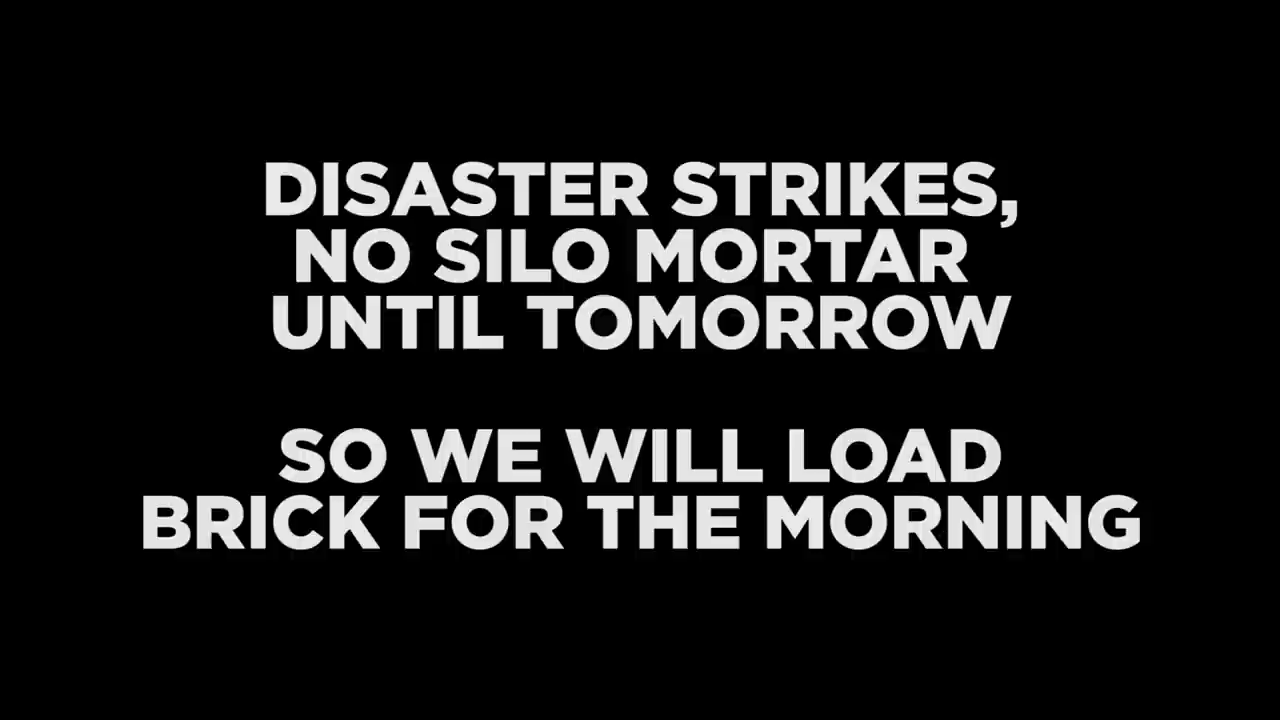 DISASTER STRIKES,
NO SILO MORTAR
UNTIL TOMORROW
SO WE WILL LOAD
BRICK FOR THE MORNING